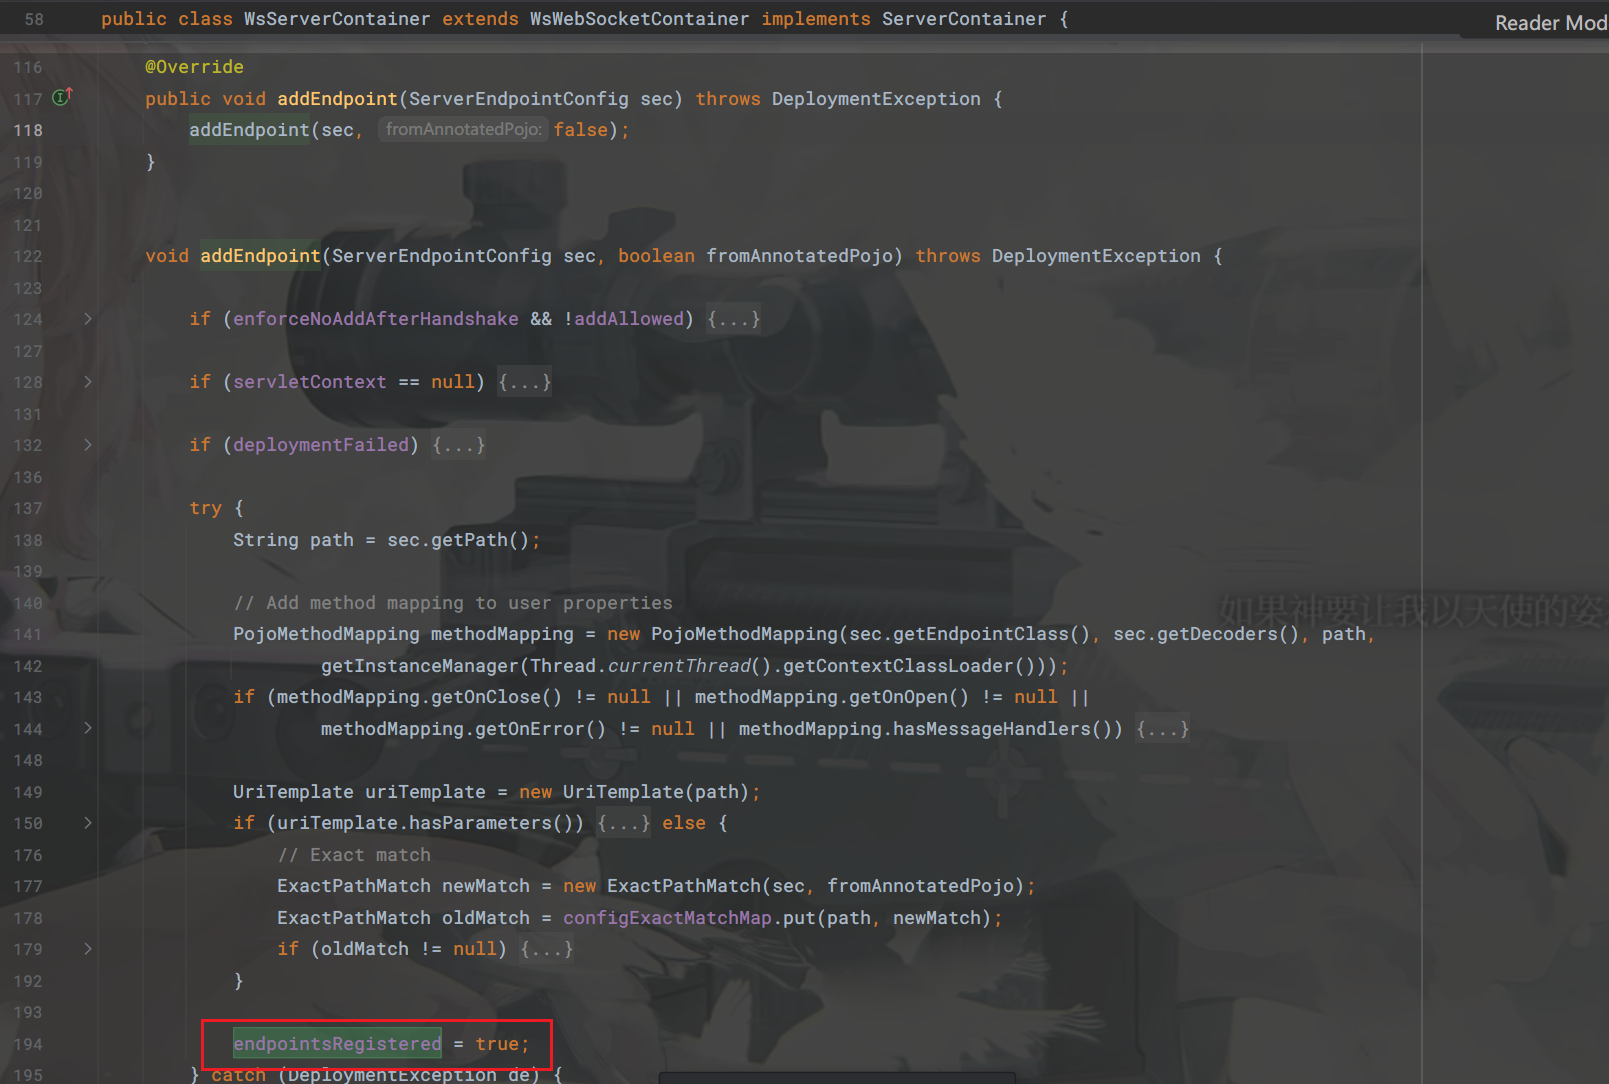 58 public class WsServerContainer extends WsWebSocketContainer implements ServerContainer {
Reader Mod
116 @Override
117 public void addEndpoint(ServerEndpointConfig sec) throws DeploymentException {
118 addEndpoint(sec, fromAnnotatedPojo: false);
119 }
120
121
122 void addEndpoint(ServerEndpointConfig sec, boolean fromAnnotatedPojo) throws DeploymentException {
123
124 if (enforceNoAddAfterHandshake && !addAllowed) {...}
127
128 if (servletContext == null) {...}
131
132 if (deploymentFailed) {...}
136
137 try {
138 String path = sec.getPath();
139
140 // Add method mapping to user properties
如果神要让我以天使的姿
141 PojoMethodMapping methodMapping = new PojoMethodMapping(sec.getEndpointClass(), sec.getDecoders(), path,
142 getInstanceManager(Thread.currentThread().getContextClassLoader()));
143 if (methodMapping.getOnClose() != null || methodMapping.getOnOpen() != null ||
144 methodMapping.getOnError() != null || methodMapping.hasMessageHandlers()) {...}
148
149 UriTemplate uriTemplate = new UriTemplate(path);
150 if (uriTemplate.hasParameters()) {...} else {
176 // Exact match
177 ExactPathMatch newMatch = new ExactPathMatch(sec, fromAnnotatedPojo);
178 ExactPathMatch oldMatch = configExactMatchMap.put(path, newMatch);
179 if (oldMatch != null) {...}
192 }
193
194 endpointsRegistered = true;
195 } catch (DeploymentException de) {